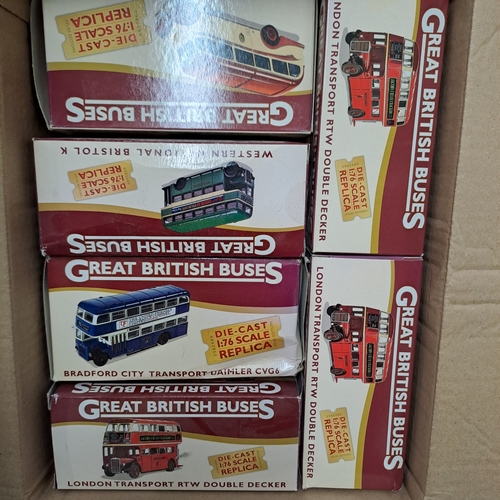 DIE-CAST
1:76 SCALE
REPLICA
GREAT BRITISH BUSES
WESTERN NATIONAL BRISTOL K
DIE-CAST
1:76 SCALE
REPLICA
GREAT BRITISH BUSES
GREAT BRITISH BUSES
DIE-CAST
1:76 SCALE
REPLICA
BRADFORD CITY TRANSPORT DAIMLER CVG6
GREAT BRITISH BUSES
GREAT BRITISH BUSES
DIE-CAST
1:76 SCALE
REPLICA
LONDON TRANSPORT RTW DOUBLE DECKER
GREAT BRITISH BUSES
DIE-CAST
1:76 SCALE
REPLICA
LONDON TRANSPORT RTW DOUBLE DECKER
GREAT BRITISH BUSES
DIE-CAST
1:76 SCALE
REPLICA
LONDON TRANSPORT RTW DOUBLE DECKER